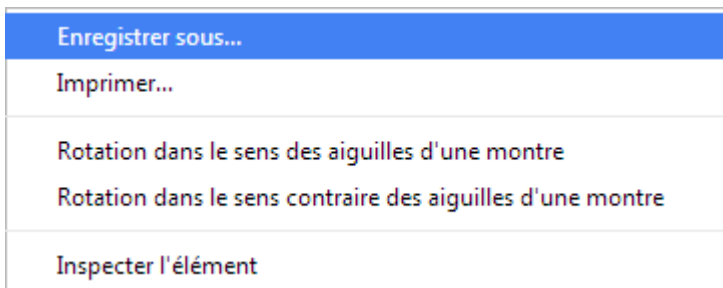 Enregistrer sous...
Imprimer...
Rotation dans le sens des aiguilles d'une montre
Rotation dans le sens contraire des aiguilles d'une montre
Inspecter l'élément